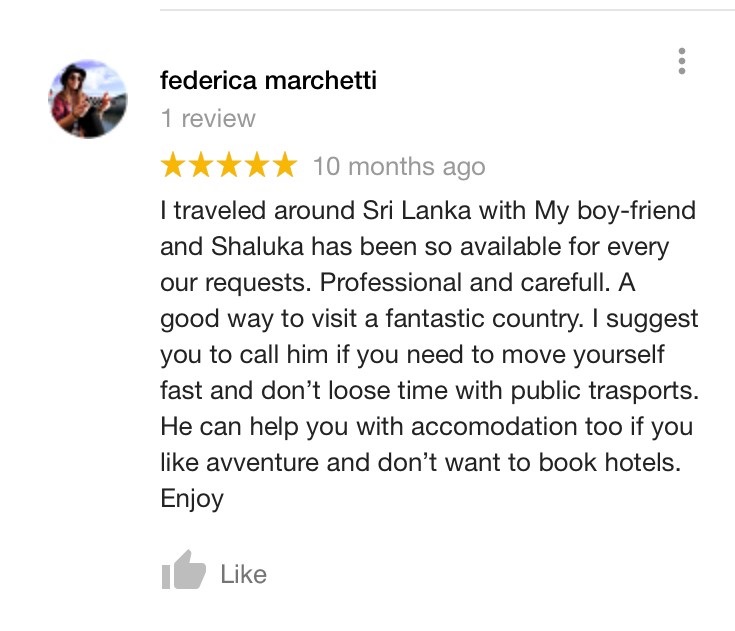 federica marchetti
1 review
10 months ago
I traveled around Sri Lanka with My boy-friend
and Shaluka has been so available for every
our requests. Professional and carefull. A
good way to visit a fantastic country. I suggest
you to call him if you need to move yourself
fast and don’t loose time with public trasports.
He can help you with accomodation too if you
like avventure and don’t want to book hotels.
Enjoy
Like